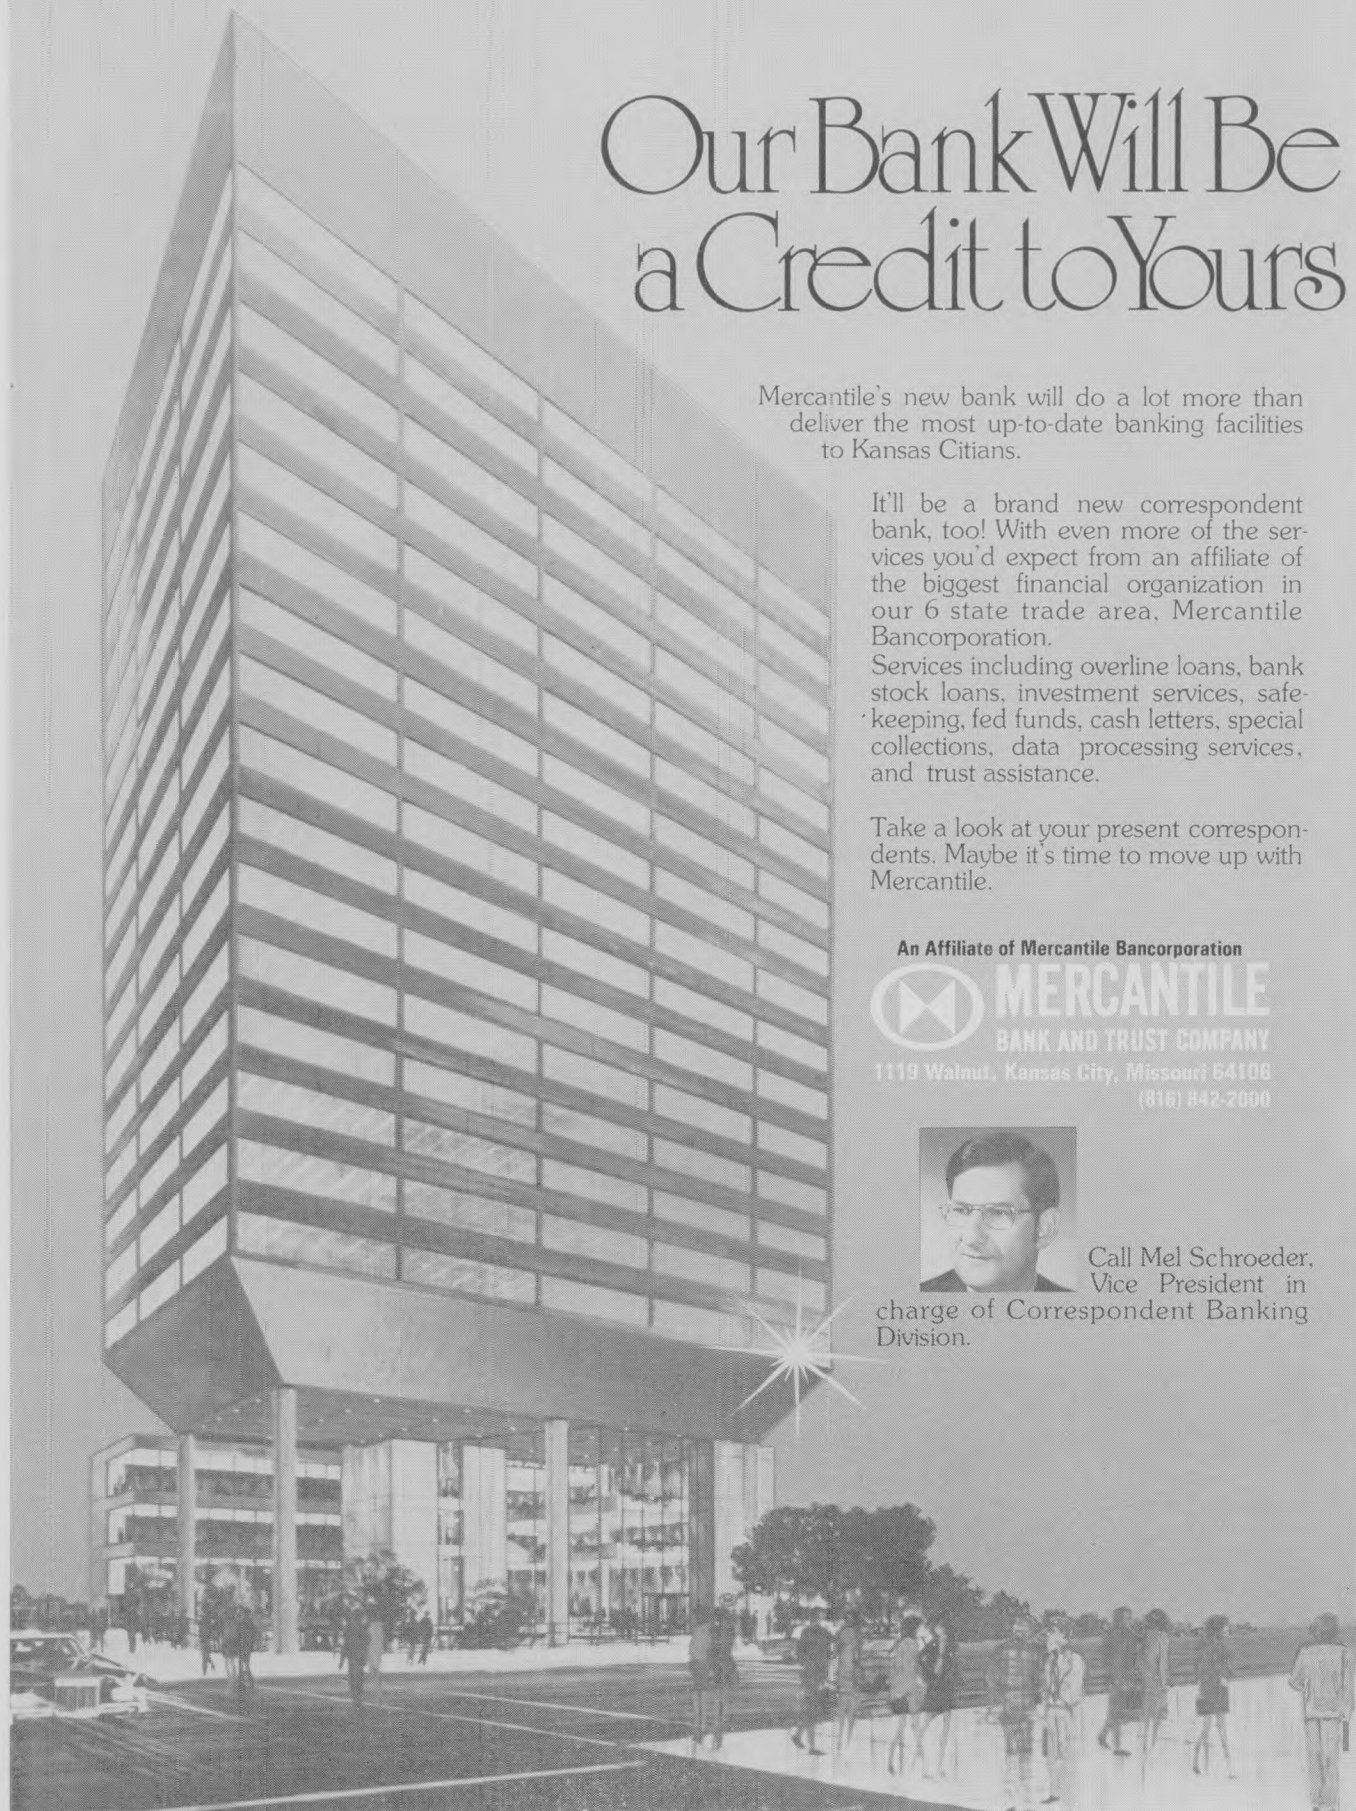 Our Bank Will Be
a Credit to Yours
Mercantile's new bank will do a lot more than
deliver the most up-to-date banking facilities
to Kansas Citians.
It'll be a brand new correspondent
bank, too! With even more of the ser-
vices you'd expect from an affiliate of
the biggest financial organization in
our 6 state trade area, Mercantile
Bancorporation.
Services including overline loans, bank
stock loans, investment services, safe-
keeping, fed funds, cash letters, special
collections, data processing services,
and trust assistance.
Take a look at your present correspon-
dents. Maybe it's time to move up with
Mercantile.
An Affiliate of Mercantile Bancorporation
MERCANTILE
BANK AND TRUST COMPANY
1119 Walnut, Kansas City, Missouri 64106
(816) 842-2000
Call Mel Schroeder,
Vice President in
charge of Correspondent Banking
Division.